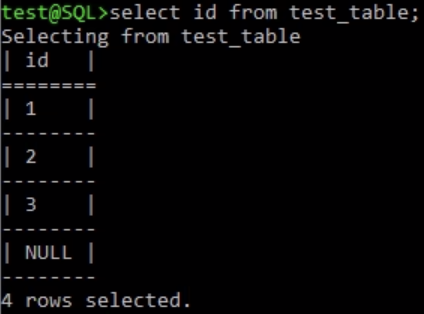 test@SQL>select id from test_table;
Selecting from test_table
| id   |
========
| 1    |
--------
| 2    |
--------
| 3    |
--------
| NULL |
--------
4 rows selected.